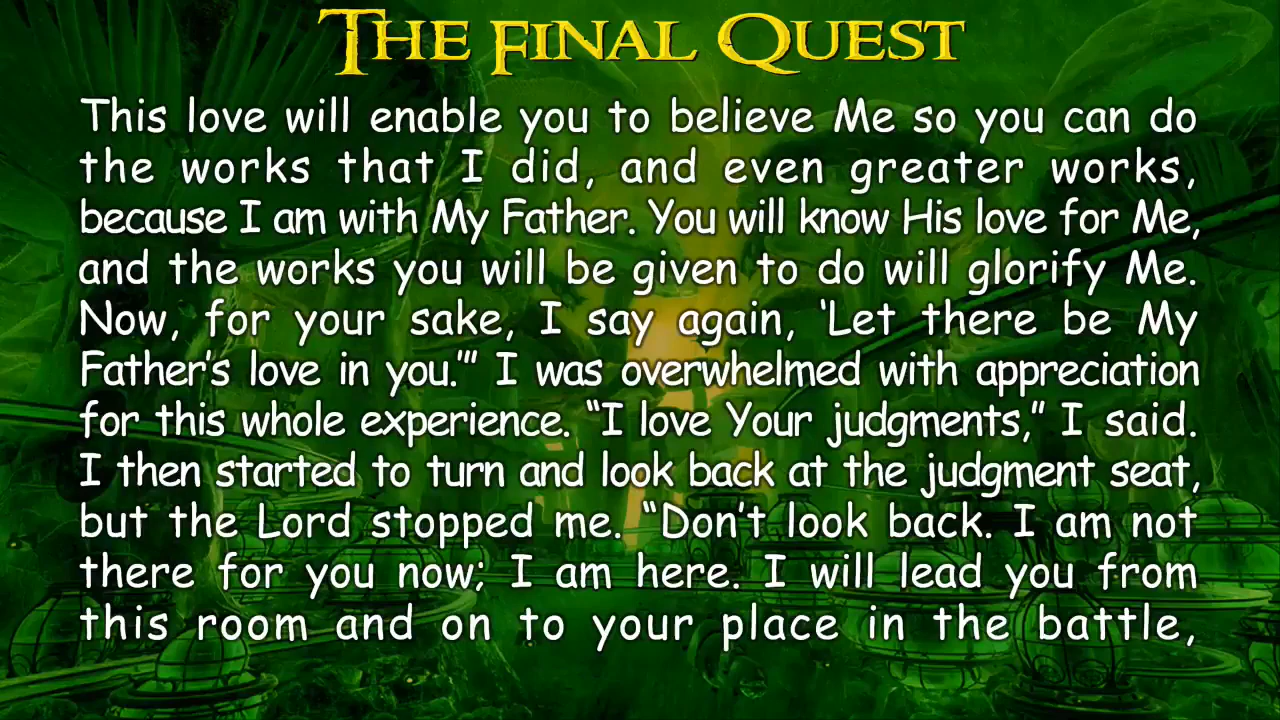 The Final Quest
This love will enable you to believe Me so you can do
the works that I did, and even greater works,
because I am with My Father. You will know His love for Me,
and the works you will be given to do will glorify Me.
Now, for your sake, I say again, ‘Let there be My
Father’s love in you.’” I was overwhelmed with appreciation
for this whole experience. “I love Your judgments,” I said.
I then started to turn and look back at the judgment seat,
but the Lord stopped me. “Don’t look back. I am not
there for you now; I am here. I will lead you from
this room and on to your place in the battle,